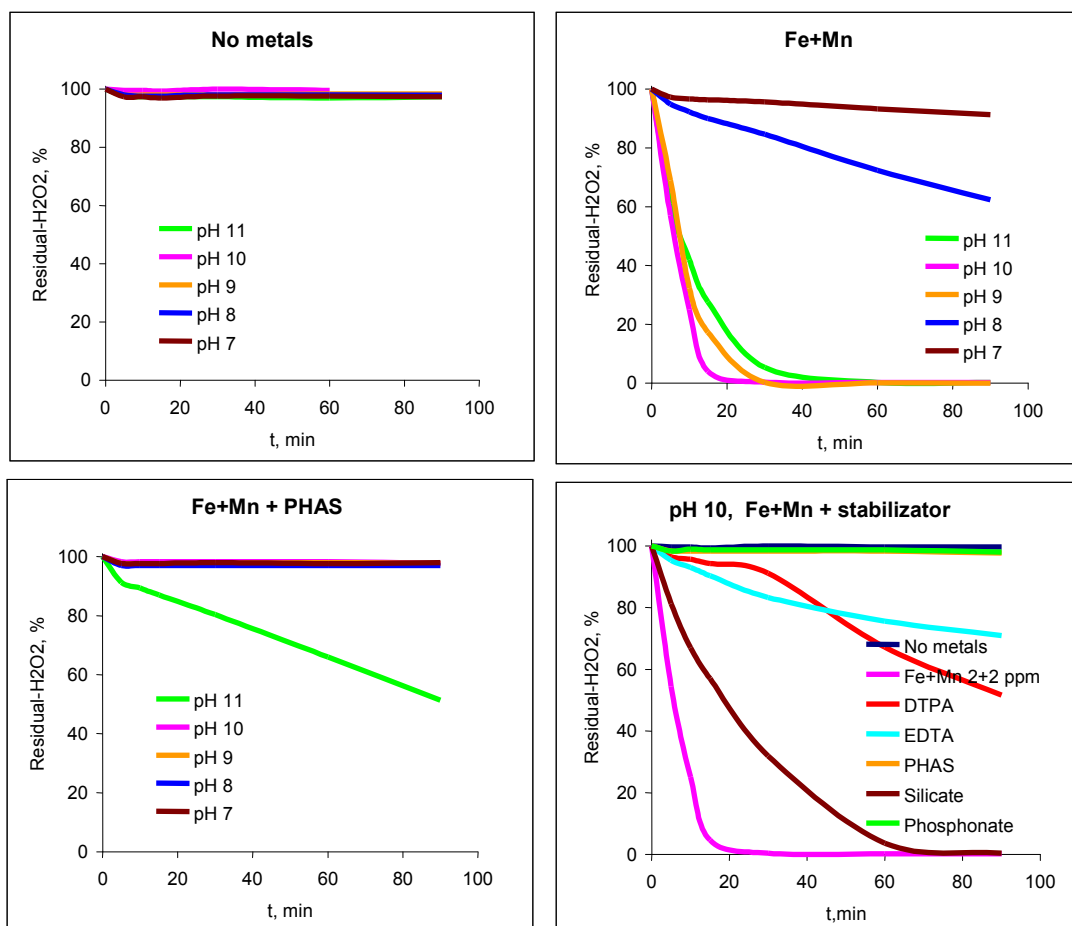 No metals
Residual-H2O2, %
100
80
60
40
20
0
pH 11
pH 10
pH 9
pH 8
pH 7
0 20 40 60 80 100
t, min
Fe+Mn
Residual-H2O2, %
100
80
60
40
20
0
pH 11
pH 10
pH 9
pH 8
pH 7
0 20 40 60 80 100
t, min
Fe+Mn + PHAS
Residual-H2O2, %
100
80
60
40
20
0
pH 11
pH 10
pH 9
pH 8
pH 7
0 20 40 60 80 100
t, min
pH 10, Fe+Mn + stabilizator
Residual-H2O2, %
100
80
60
40
20
0
No metals
Fe+Mn 2+2 ppm
DTPA
EDTA
PHAS
Silicate
Phosphonate
0 20 40 60 80 100
t,min